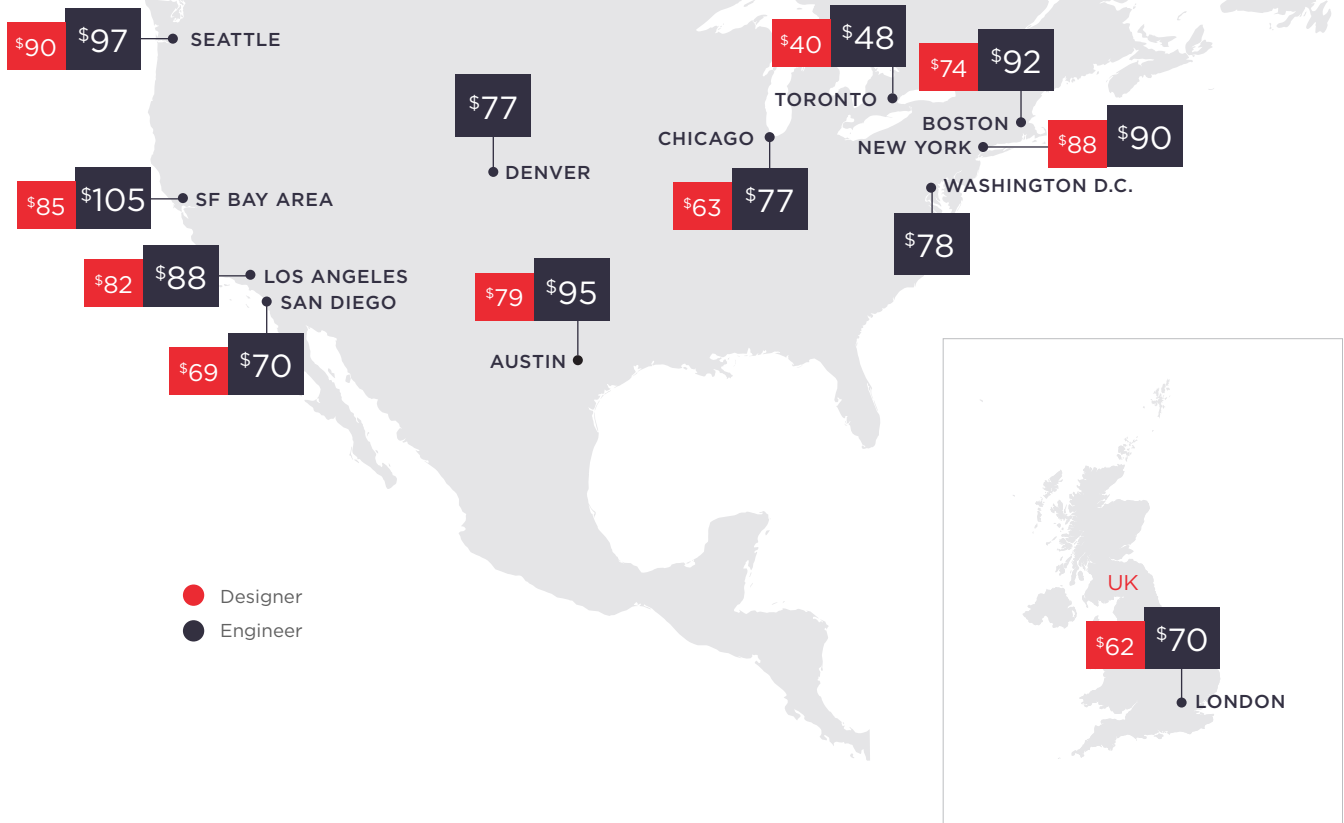 $90 $97 SEATTLE
$40 $48
TORONTO
$74 $92
BOSTON
$77
DENVER
CHICAGO
$63 $77
NEW YORK $88 $90
WASHINGTON D.C.
$78
$85 $105 SF BAY AREA
$82 $88 LOS ANGELES
SAN DIEGO
$69 $70
$79 $95
AUSTIN
Designer
Engineer
UK
$62 $70
LONDON